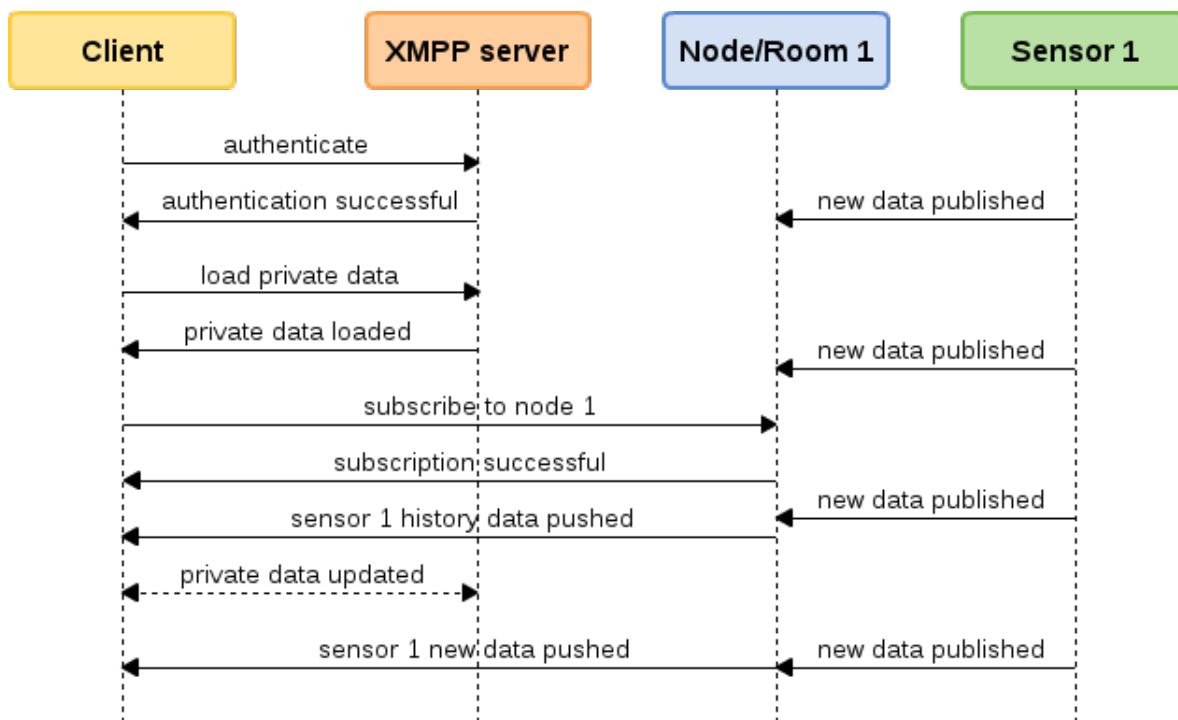 Client
XMPP server
Node/Room 1
Sensor 1
authenticate
authentication successful
new data published
load private data
private data loaded
new data published
subscribe to node 1
subscription successful
new data published
sensor 1 history data pushed
private data updated
sensor 1 new data pushed
new data published